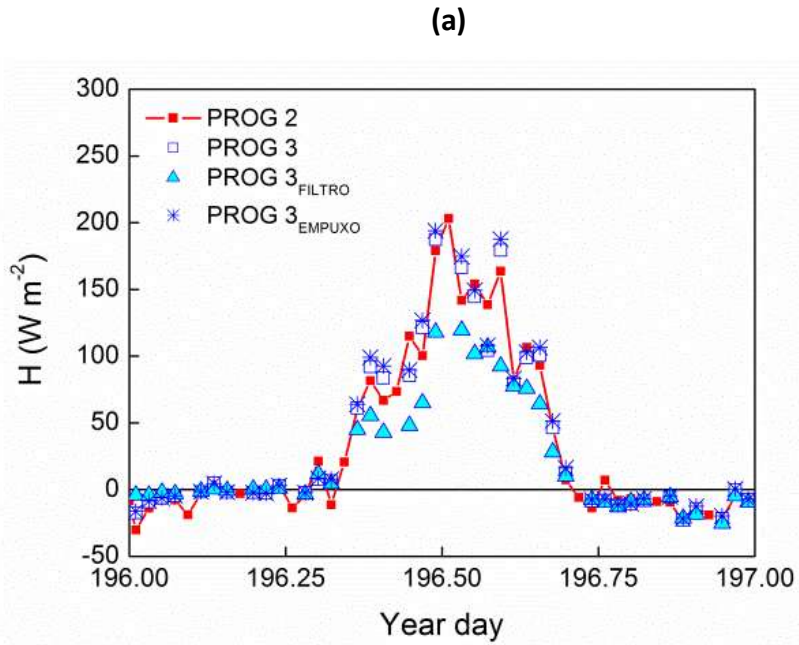 (a)
300
250
200
150
100
50
0
-50
H (W m⁻²)
PROG 2
PROG 3
PROG 3FILTRO
PROG 3EMPUXO
196.00 196.25 196.50 196.75 197.00
Year day